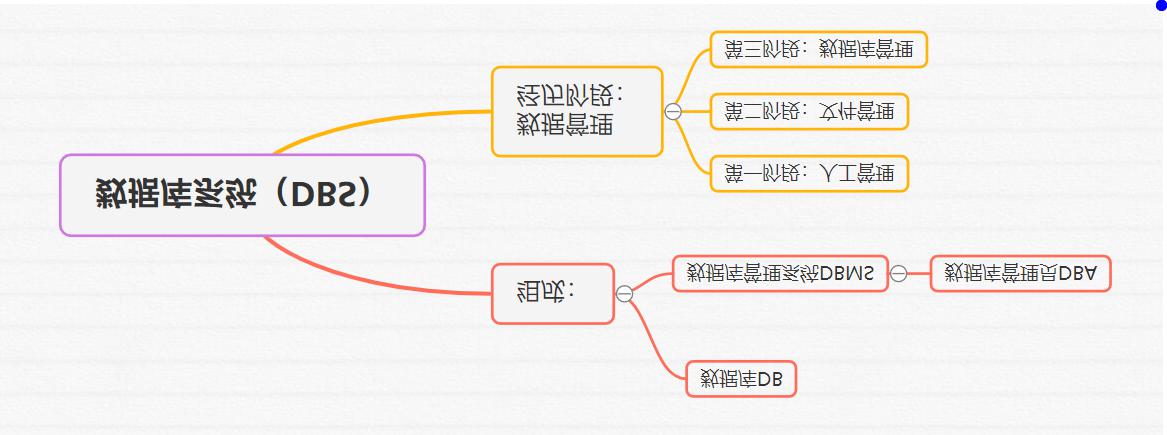 数据库系统（DBS）
组成：
数据库DB
数据库管理系统DBMS
数据库管理员DBA
数据管理
经历阶段：
第一阶段：人工管理
第二阶段：文件管理
第三阶段：数据库管理